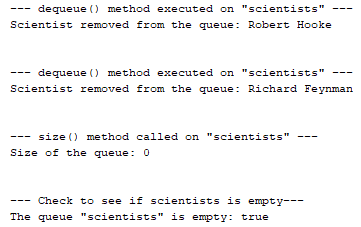 --- dequeue() method executed on "scientists" ---
Scientist removed from the queue: Robert Hooke
--- dequeue() method executed on "scientists" ---
Scientist removed from the queue: Richard Feynman
--- size() method called on "scientists" ---
Size of the queue: 0
--- Check to see if scientists is empty---
The queue "scientists" is empty: true